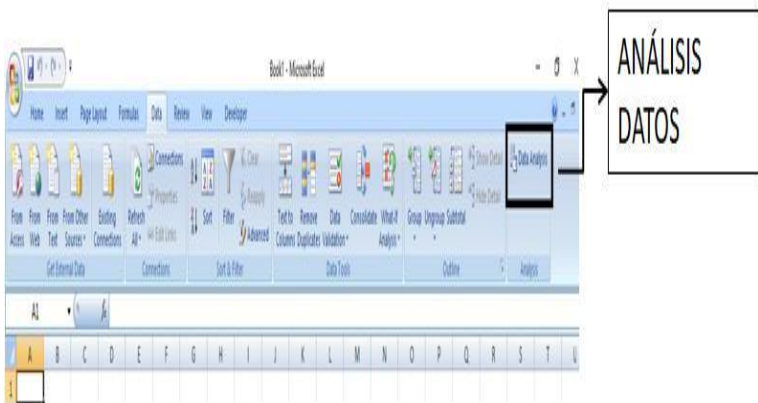 Book1 - Microsoft Excel
ANÁLISIS
DATOS
Home Insert Page Layout Formulas Data Review View Developer
From Access
From Web
From Text
From Other Sources
Existing Connections
Refresh All
Connections
Properties
Edit Links
Sort
Filter
Clear
Reapply
Advanced
Text to Columns
Remove Duplicates
Data Validation
Consolidate
What-If Analysis
Group
Ungroup
Subtotal
Show Detail
Hide Detail
Data Analysis
Get External Data
Connections
Sort & Filter
Data Tools
Outline
Analysis
A1
fx
A B C D E F G H I J K L M N O P Q R S T U
1